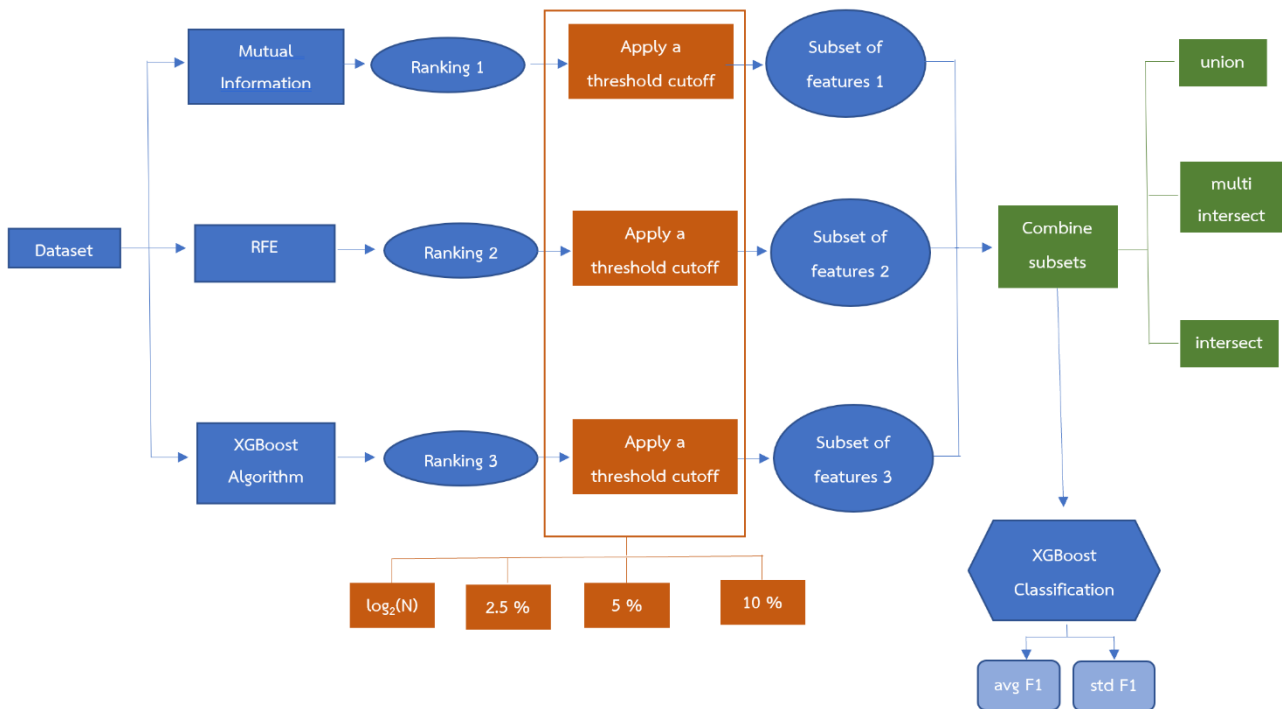 Mutual
Information
Ranking 1
Apply a
threshold cutoff
Subset of
features 1
union
multi
intersect
Dataset
RFE
Ranking 2
Apply a
threshold cutoff
Subset of
features 2
Combine
subsets
intersect
XGBoost
Algorithm
Ranking 3
Apply a
threshold cutoff
Subset of
features 3
log₂(N)
2.5 %
5 %
10 %
XGBoost
Classification
avg F1
std F1